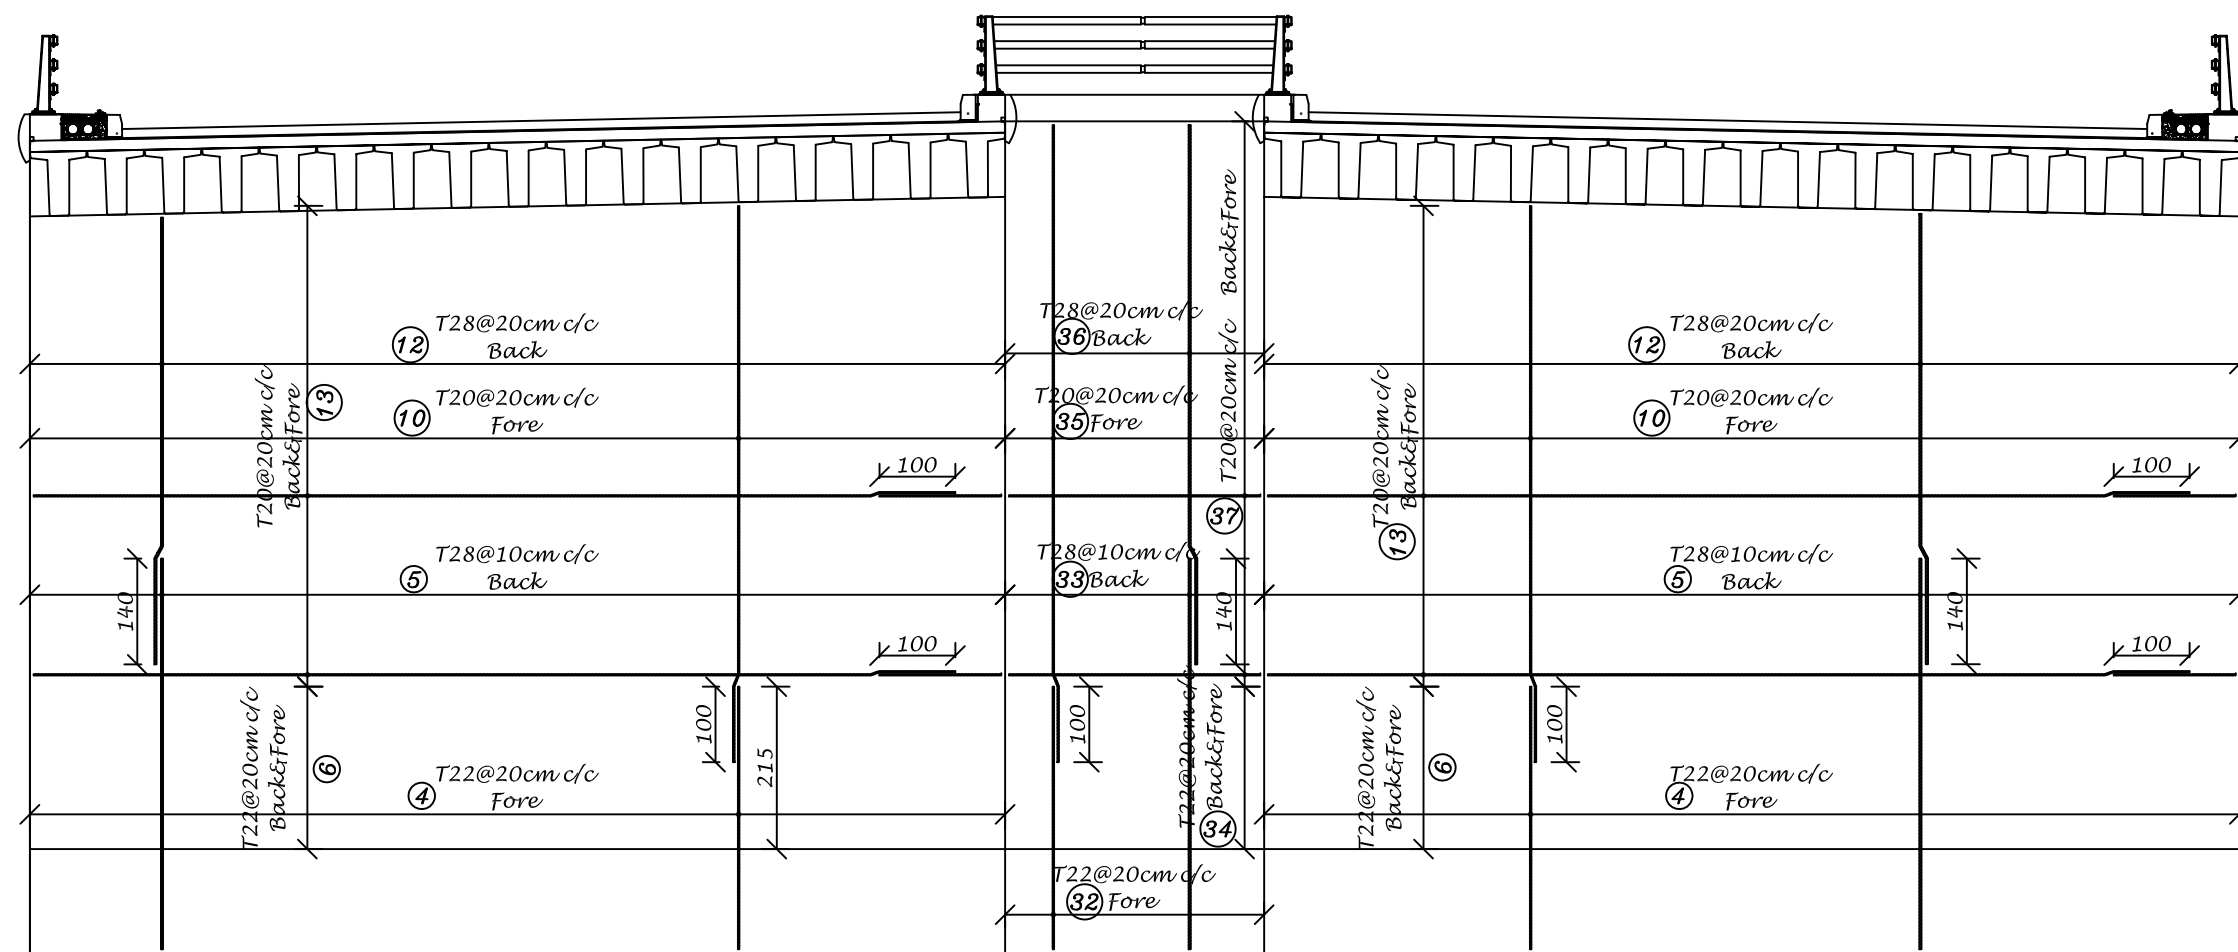 T28@20cm c/c
Back
12
T28@20cm c/c
36 Back
T28@20cm c/c
Back
12
T20@20cm c/c
Back&Fore
13
T20@20cm c/c
Fore
10
T20@20cm c/c
35 Fore
T20@20cm c/c Back&Fore
37
T20@20cm c/c
Back&Fore
13
T20@20cm c/c
Fore
10
100
100
T28@10cm c/c
Back
5
T28@10cm c/c
33 Back
T28@10cm c/c
Back
5
140
140
140
100
100
T22@20cm c/c
Back&Fore
6
T22@20cm c/c
Fore
4
100
215
100
T22@20cm c/c
Back&Fore
34
100
T22@20cm c/c
Back&Fore
6
T22@20cm c/c
Fore
4
T22@20cm c/c
32 Fore